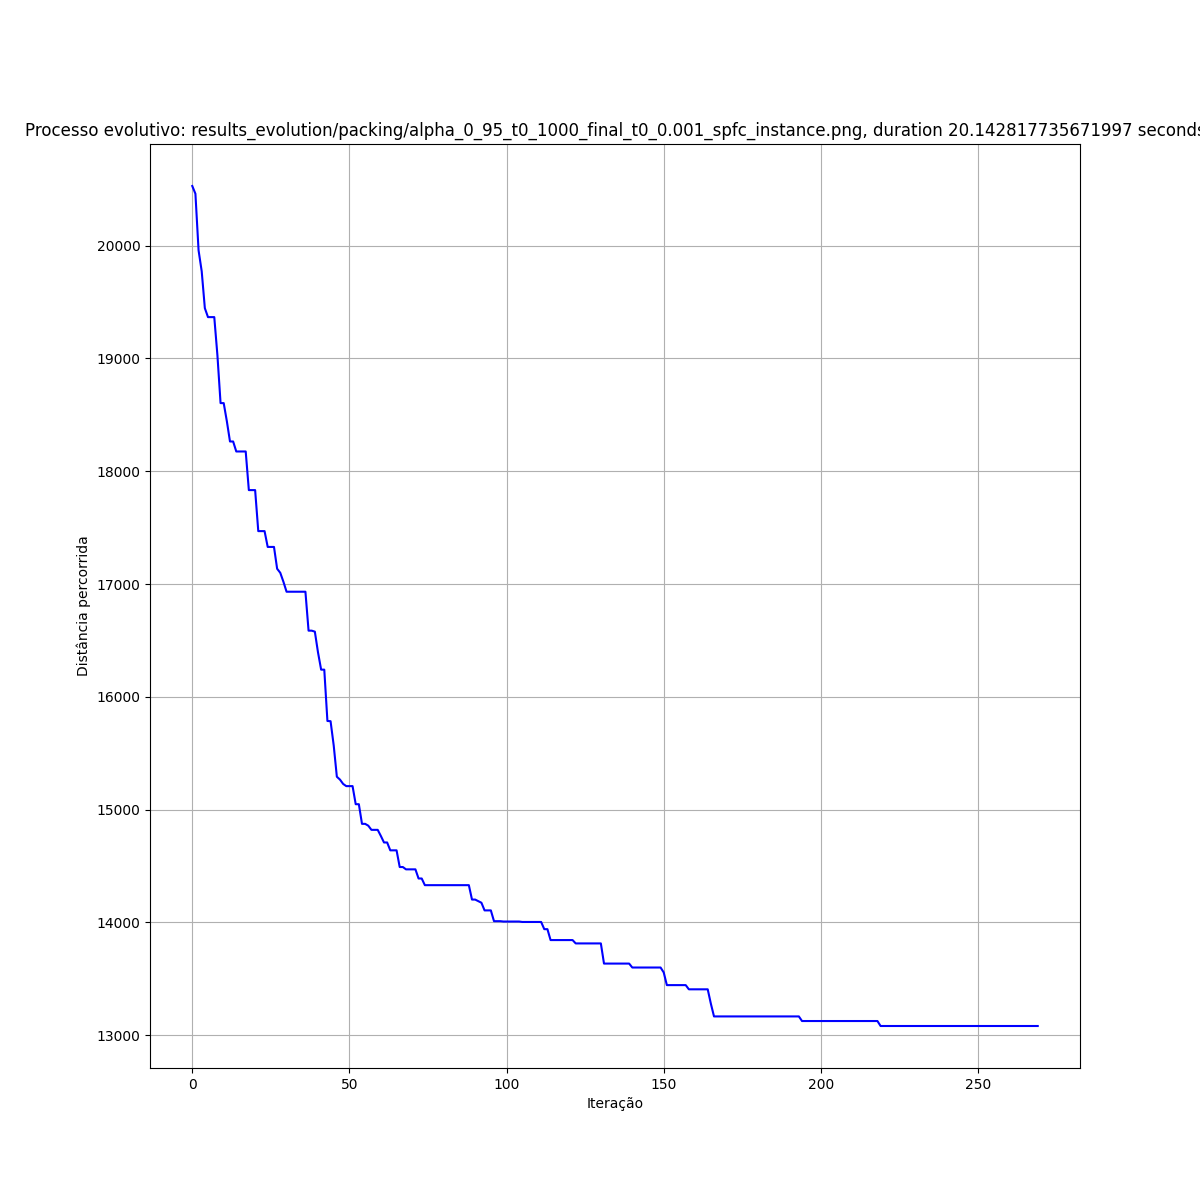 Processo evolutivo: results_evolution/packing/alpha_0_95_t0_1000_final_t0_0.001_spfc_instance.png, duration 20.142817735671997 seconds
20000
19000
18000
17000
16000
15000
14000
13000
Distância percorrida
0 50 100 150 200 250
Iteração